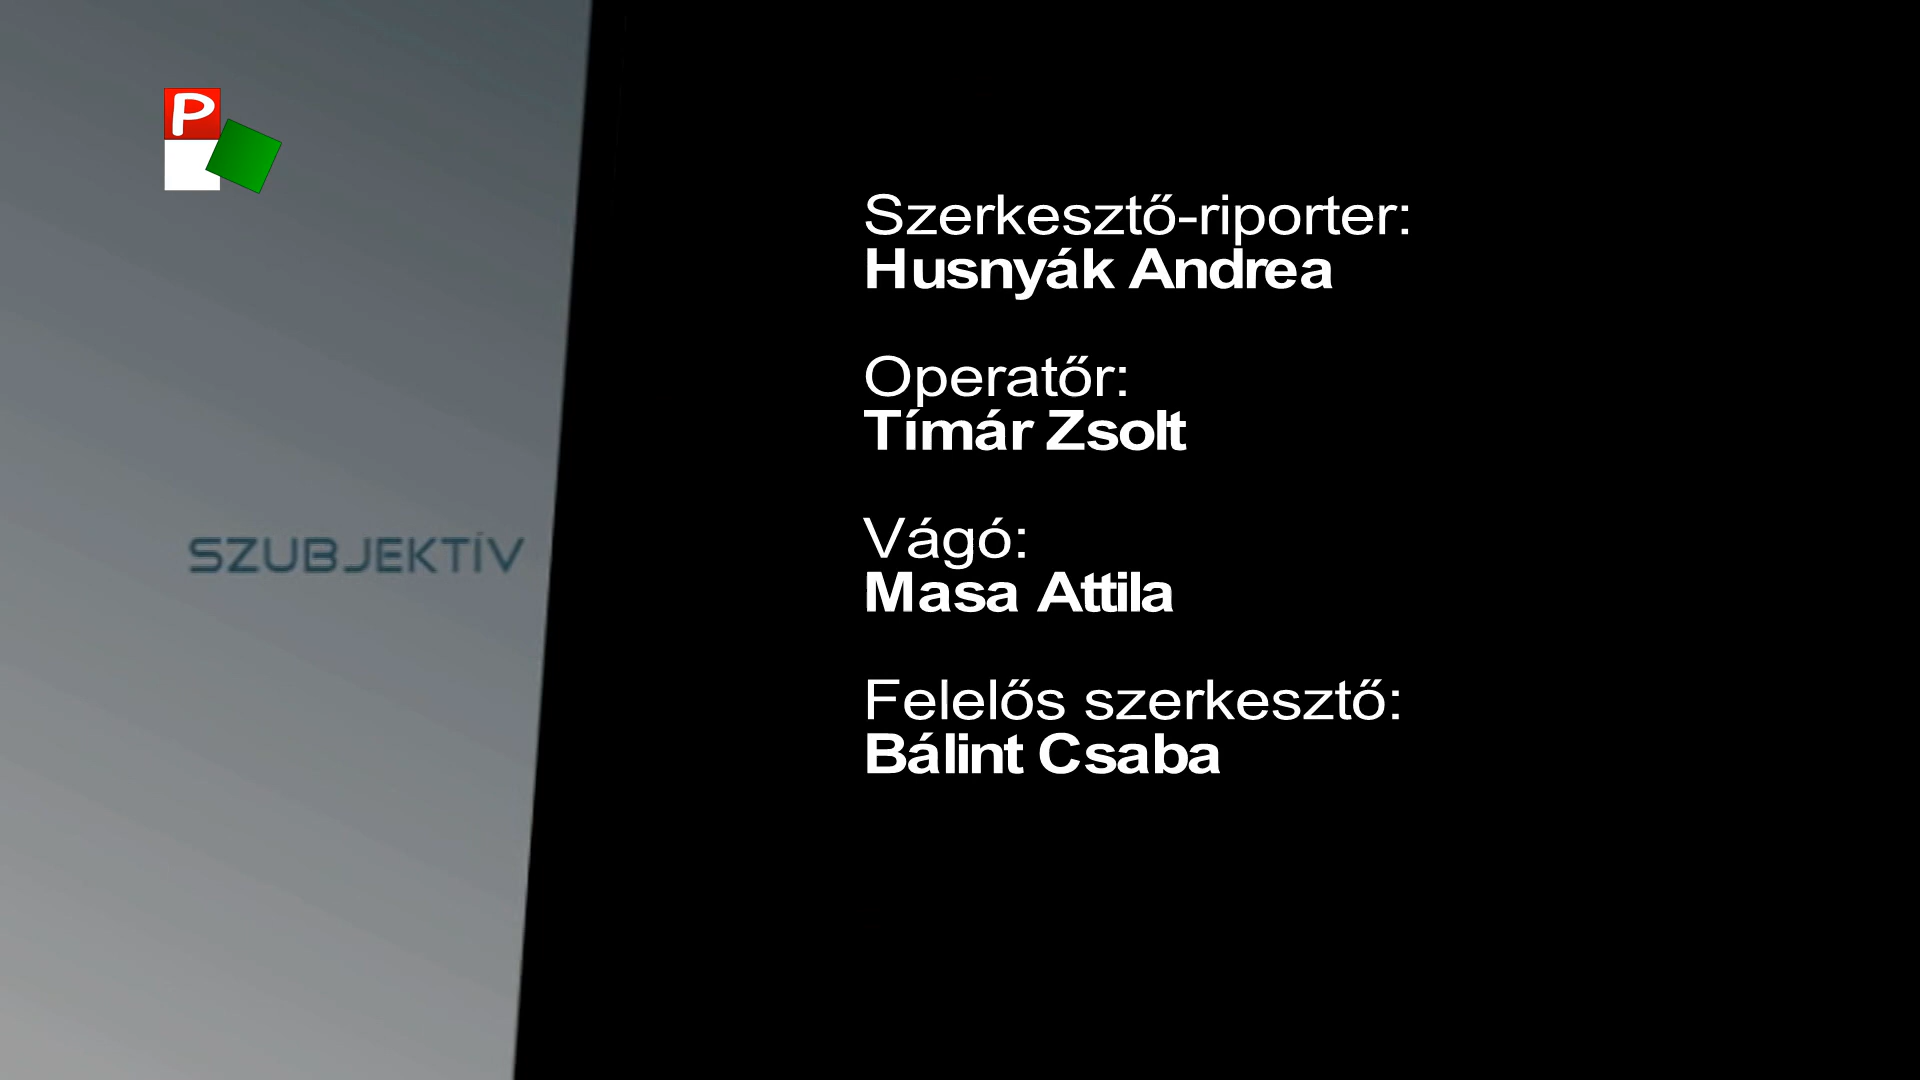 P
SZUBJEKTÍV
Szerkesztő-riporter:
Husnyák Andrea
Operatőr:
Tímár Zsolt
Vágó:
Masa Attila
Felelős szerkesztő:
Bálint Csaba